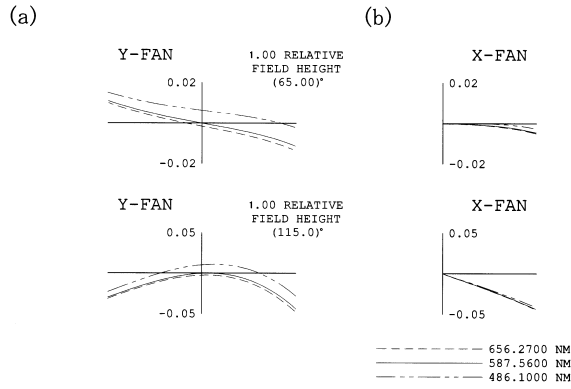 (a)
(b)
Y-FAN
1.00 RELATIVE
FIELD HEIGHT
(65.00)°
X-FAN
0.02
0.02
-0.02
-0.02
Y-FAN
1.00 RELATIVE
FIELD HEIGHT
(115.0)°
X-FAN
0.05
0.05
-0.05
-0.05
656.2700 NM
587.5600 NM
486.1000 NM